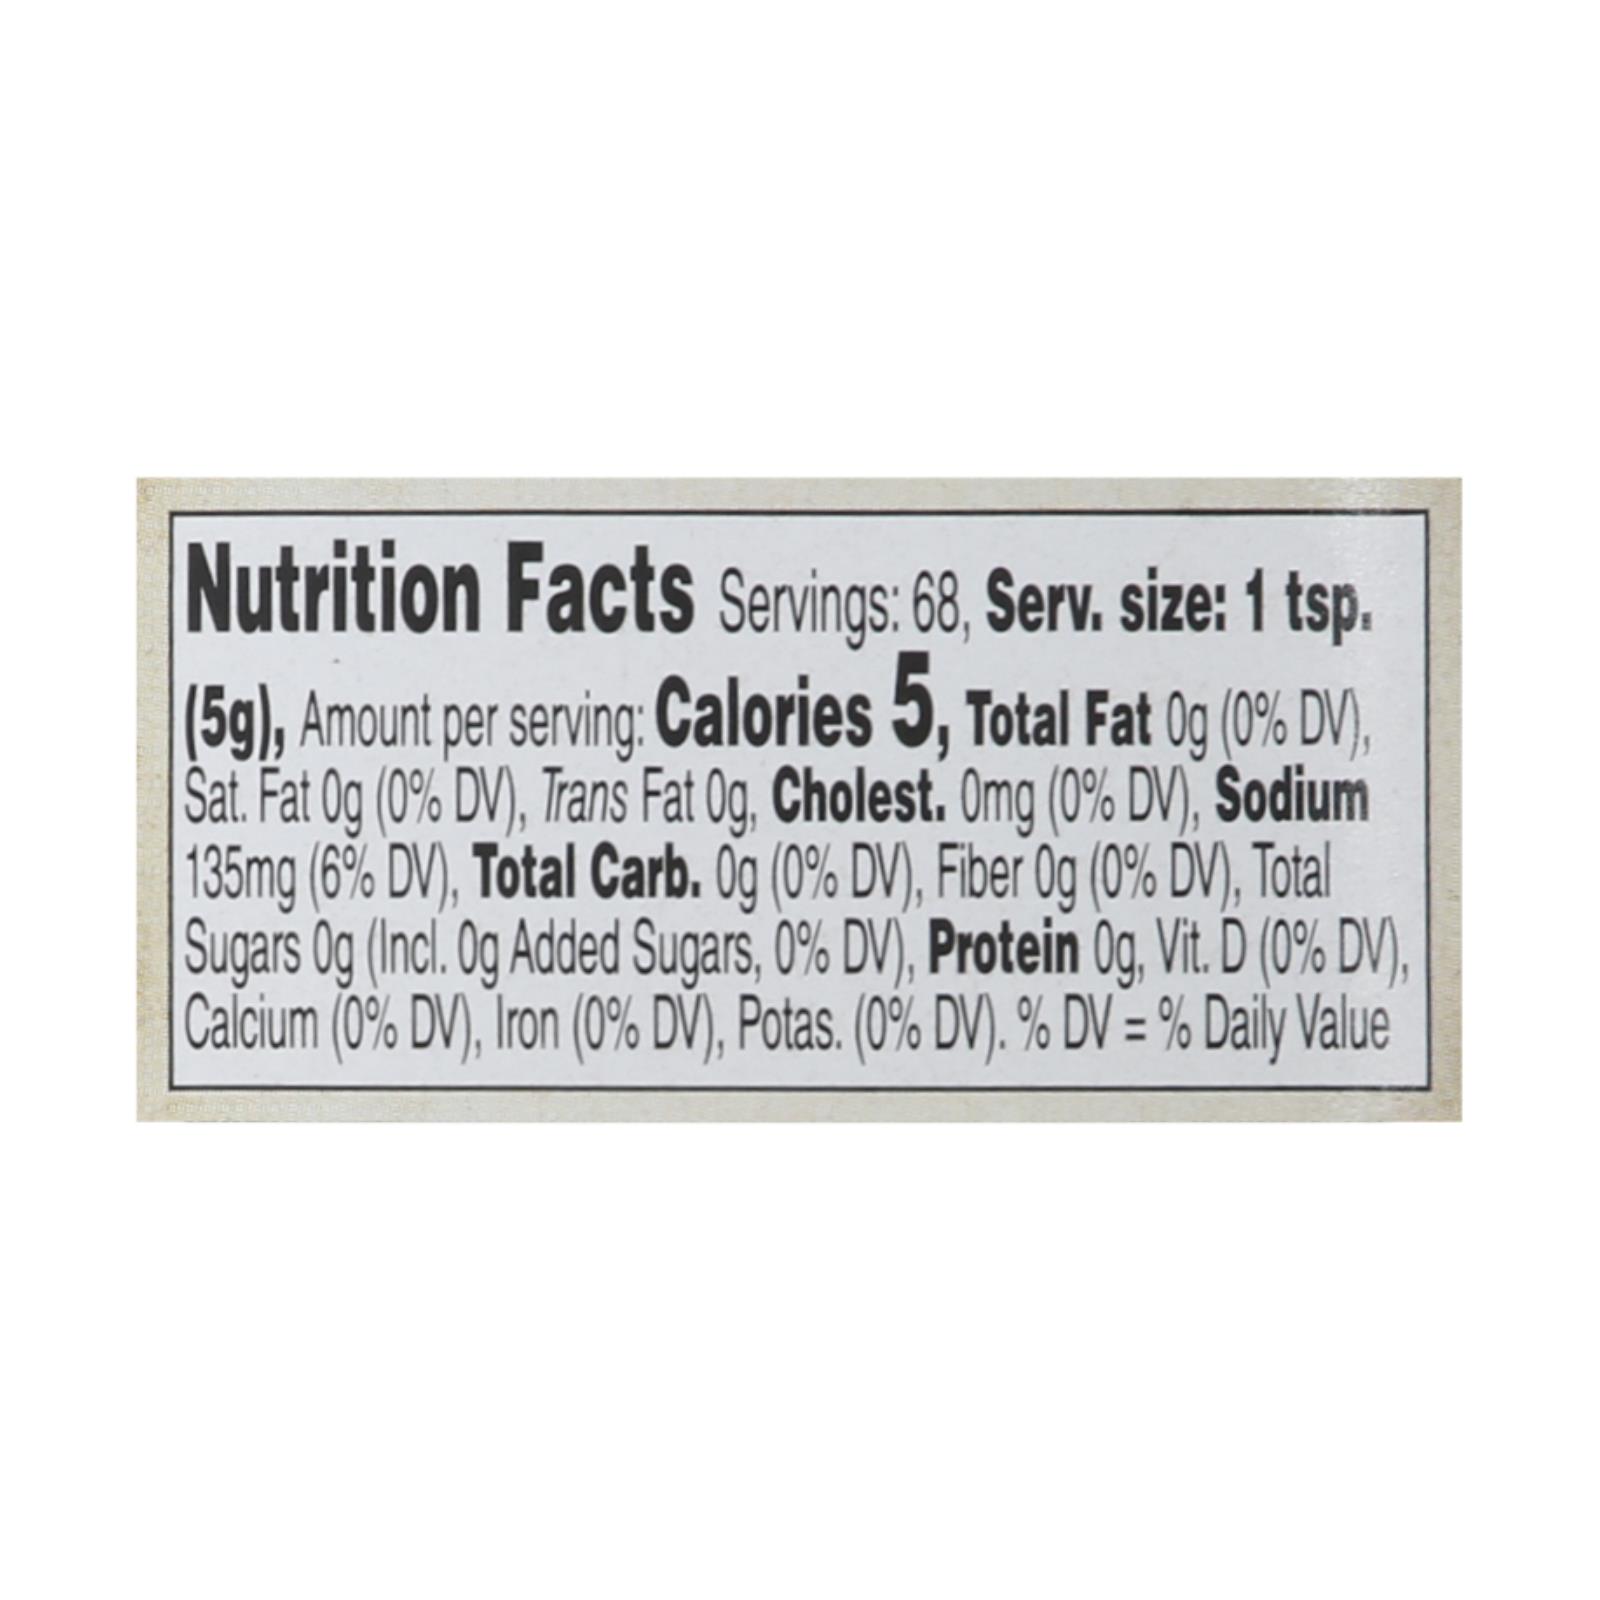 Nutrition Facts Servings: 68, Serv. size: 1 tsp.
(5g), Amount per serving: Calories 5, Total Fat 0g (0% DV),
Sat. Fat 0g (0% DV), Trans Fat 0g, Cholest. 0mg (0% DV), Sodium
135mg (6% DV), Total Carb. 0g (0% DV), Fiber 0g (0% DV), Total
Sugars 0g (Incl. 0g Added Sugars, 0% DV), Protein 0g, Vit. D (0% DV),
Calcium (0% DV), Iron (0% DV), Potas. (0% DV). % DV = % Daily Value